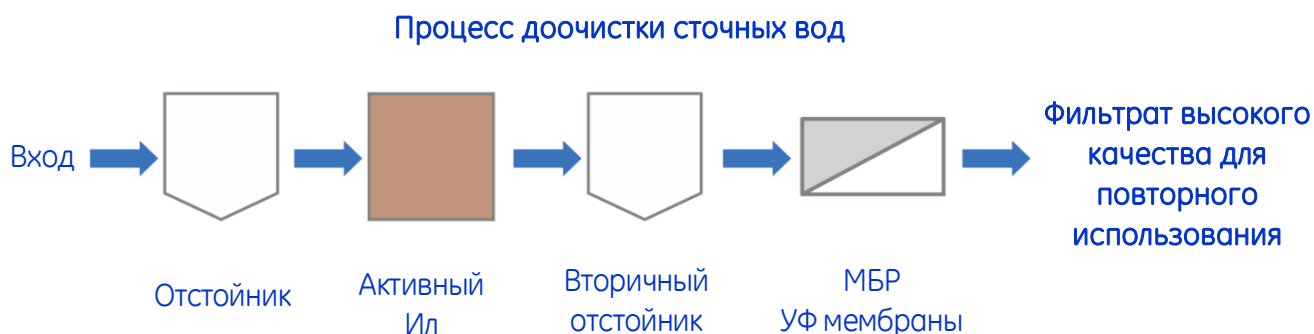 Процесс доочистки сточных вод
Вход
Фильтрат высокого
качества для
повторного
использования
Отстойник
Активный
Ил
Вторичный
отстойник
МБР
УФ мембраны